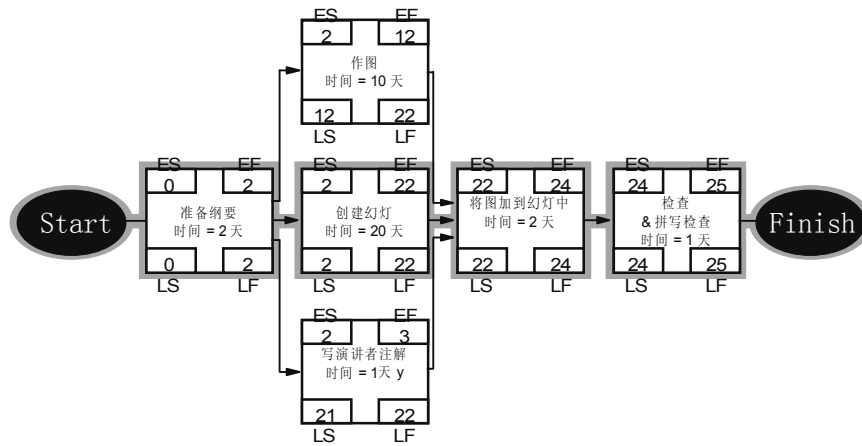 ES EF
2 12
作图
时间 = 10 天
12 22
LS LF
Start
ES EF
0 2
准备纲要
时间 = 2天
0 2
LS LF
ES EF
2 22
创建幻灯
时间 = 20天
2 22
LS LF
ES EF
22 24
将图加到幻灯中
时间 = 2 天
22 24
LS LF
ES EF
24 25
检查
& 拼写检查
时间 = 1 天
24 25
LS LF
Finish
ES EF
2 3
写演讲者注解
时间 = 1天 y
21 22
LS LF